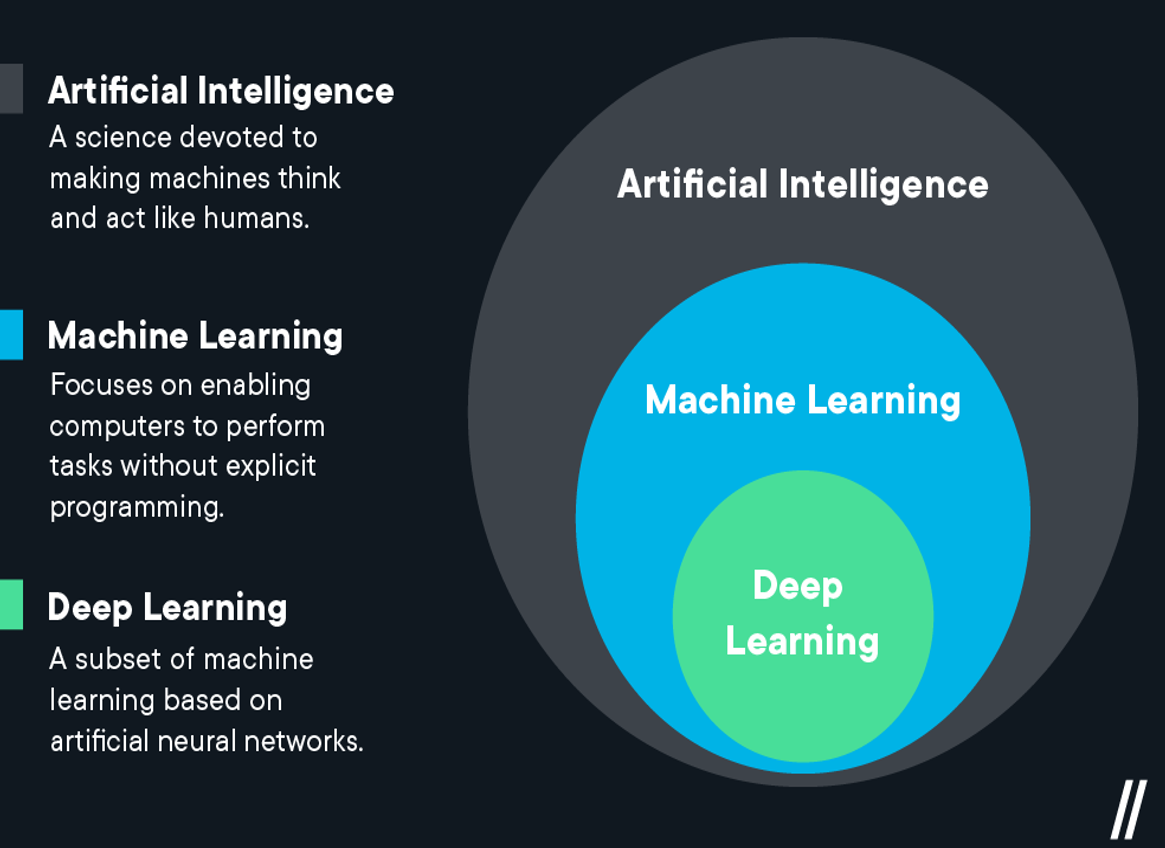 Artificial Intelligence
A science devoted to
making machines think
and act like humans.
Machine Learning
Focuses on enabling
computers to perform
tasks without explicit
programming.
Deep Learning
A subset of machine
learning based on
artificial neural networks.
Artificial Intelligence
Machine Learning
Deep
Learning